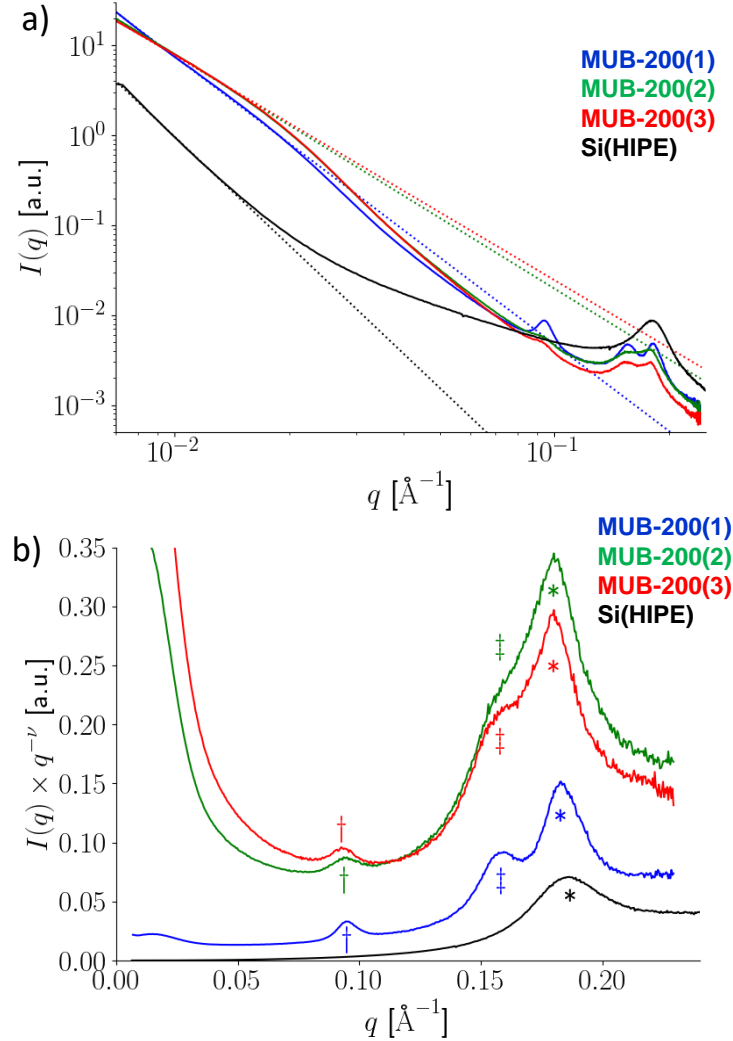 a)
10¹
10⁰
10⁻¹
10⁻²
10⁻³
I(q) [a.u.]
MUB-200(1)
MUB-200(2)
MUB-200(3)
Si(HIPE)
10⁻²
10⁻¹
q [Å⁻¹]
b)
MUB-200(1)
MUB-200(2)
MUB-200(3)
Si(HIPE)
0.35
0.30
0.25
0.20
0.15
0.10
0.05
0.00
I(q) × q⁻ᵛ [a.u.]
*
‡
*
†
‡
†
*
‡
†
*
0.00
0.05
0.10
0.15
0.20
q [Å⁻¹]